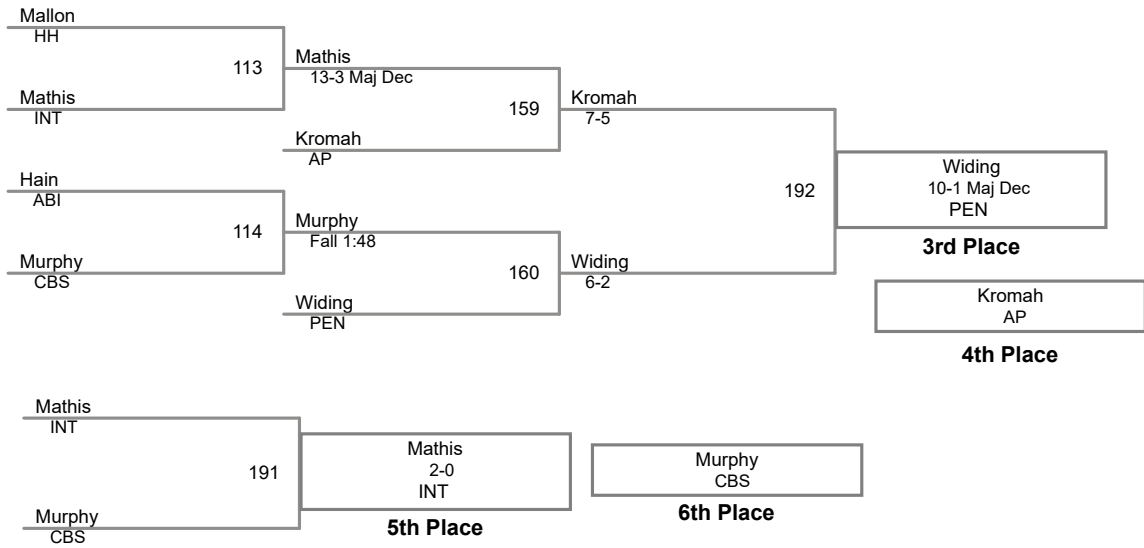 Mallon
HH
113
Mathis
13-3 Maj Dec
Mathis
INT
159
Kromah
7-5
Kromah
AP
Hain
ABI
192
Widing
10-1 Maj Dec
PEN
3rd Place
114
Murphy
Fall 1:48
Murphy
CBS
160
Widing
6-2
Widing
PEN
Kromah
AP
4th Place
Mathis
INT
191
Mathis
2-0
INT
5th Place
Murphy
CBS
6th Place
Murphy
CBS